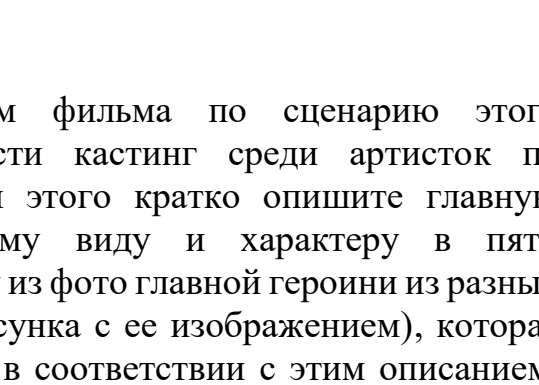 м фильма по сценарию этог
сти кастинг среди артисток п
и этого кратко опишите главну
ему виду и характеру в пят
у из фото главной героини из разны
сунка с ее изображением), котора
в соответствии с этим описанием